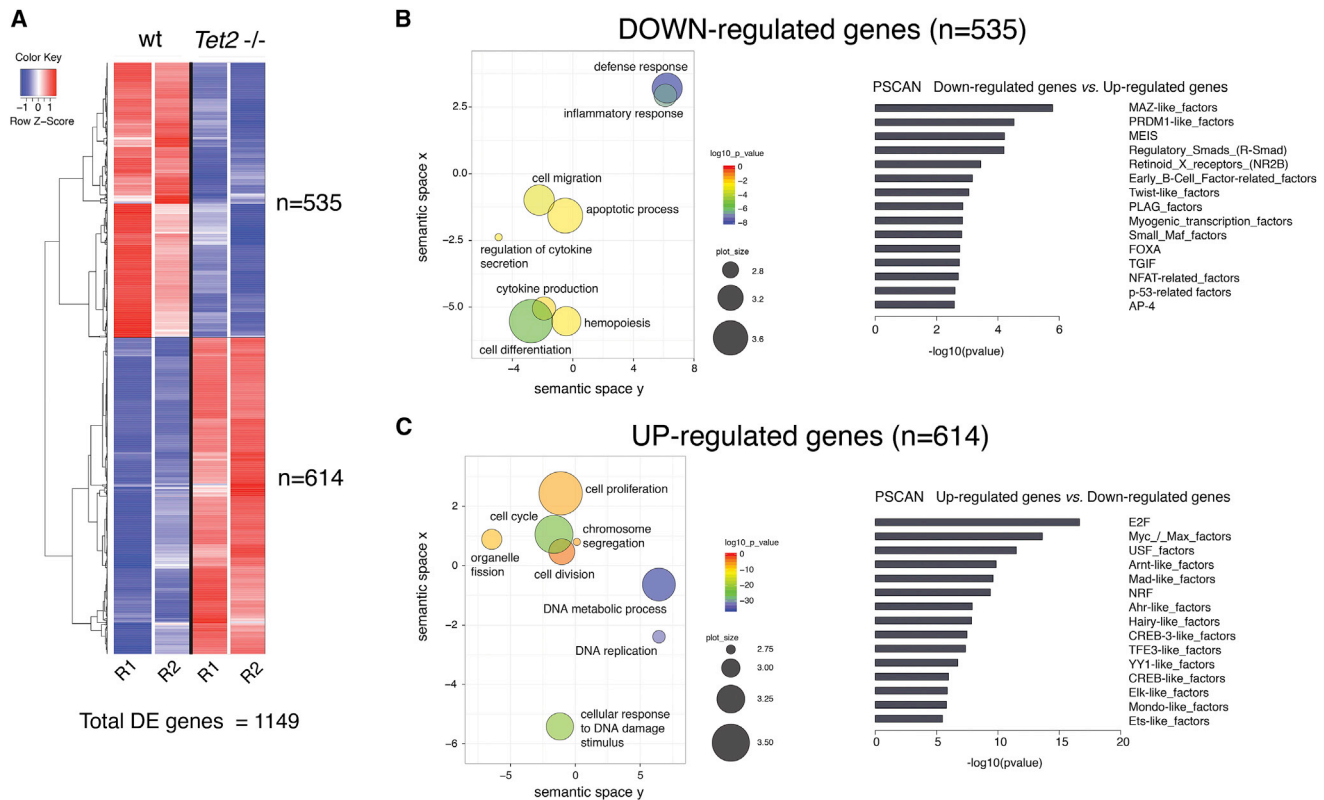 A
wt
Tet2 -/-
Color Key
−1 0 1
Row Z−Score
n=535
n=614
R1
R2
R1
R2
Total DE genes = 1149
B
DOWN-regulated genes (n=535)
defense response
inflammatory response
cell migration
apoptotic process
regulation of cytokine
secretion
cytokine production
hemopoiesis
cell differentiation
2.5
0.0
−2.5
−5.0
semantic space x
−4
0
4
8
semantic space y
log10_p_value
0
−2
−4
−6
−8
plot_size
2.8
3.2
3.6
PSCAN Down-regulated genes vs. Up-regulated genes
MAZ-like_factors
PRDM1-like_factors
MEIS
Regulatory_Smads_(R-Smad)
Retinoid_X_receptors_(NR2B)
Early_B-Cell_Factor-related_factors
Twist-like_factors
PLAG_factors
Myogenic_transcription_factors
Small_Maf_factors
FOXA
TGIF
NFAT-related_factors
p-53-related factors
AP-4
0
2
4
6
-log10(pvalue)
C
UP-regulated genes (n=614)
cell proliferation
cell cycle
chromosome
segregation
organelle
fission
cell division
DNA metabolic process
DNA replication
cellular response
to DNA damage
stimulus
2
0
−2
−4
−6
semantic space x
−5
0
5
semantic space y
log10_p_value
0
−10
−20
−30
plot_size
2.75
3.00
3.25
3.50
PSCAN Up-regulated genes vs. Down-regulated genes
E2F
Myc_/_Max_factors
USF_factors
Arnt-like_factors
Mad-like_factors
NRF
Ahr-like_factors
Hairy-like_factors
CREB-3-like_factors
TFE3-like_factors
YY1-like_factors
CREB-like_factors
Elk-like_factors
Mondo-like_factors
Ets-like_factors
0
5
10
15
20
-log10(pvalue)